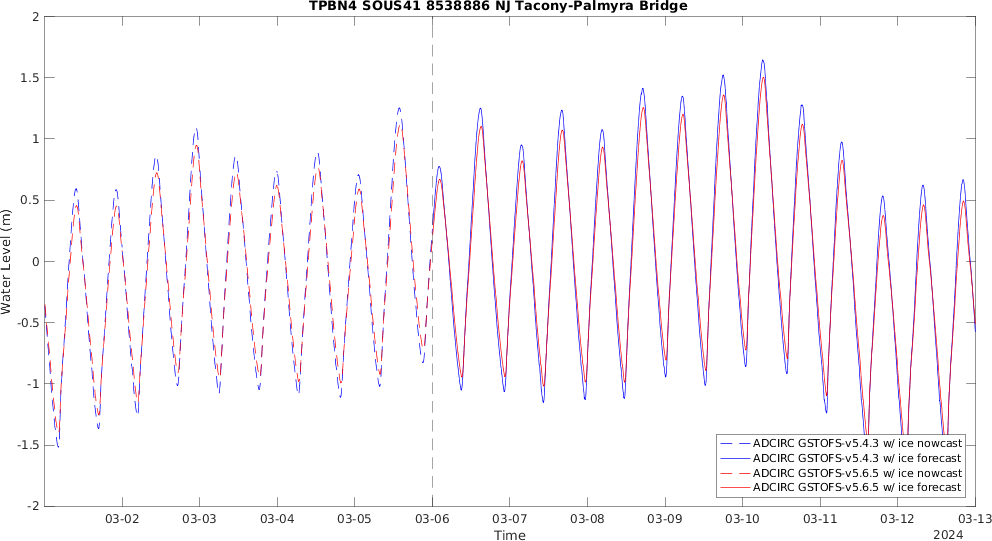 TPBN4 SOUS41 8538886 NJ Tacony-Palmyra Bridge
2
1.5
1
0.5
0
-0.5
-1
-1.5
-2
Water Level (m)
ADCIRC GSTOFS-v5.4.3 w/ ice nowcast
ADCIRC GSTOFS-v5.4.3 w/ ice forecast
ADCIRC GSTOFS-v5.6.5 w/ ice nowcast
ADCIRC GSTOFS-v5.6.5 w/ ice forecast
03-02 03-03 03-04 03-05 03-06 03-07 03-08 03-09 03-10 03-11 03-12 03-13
Time
2024